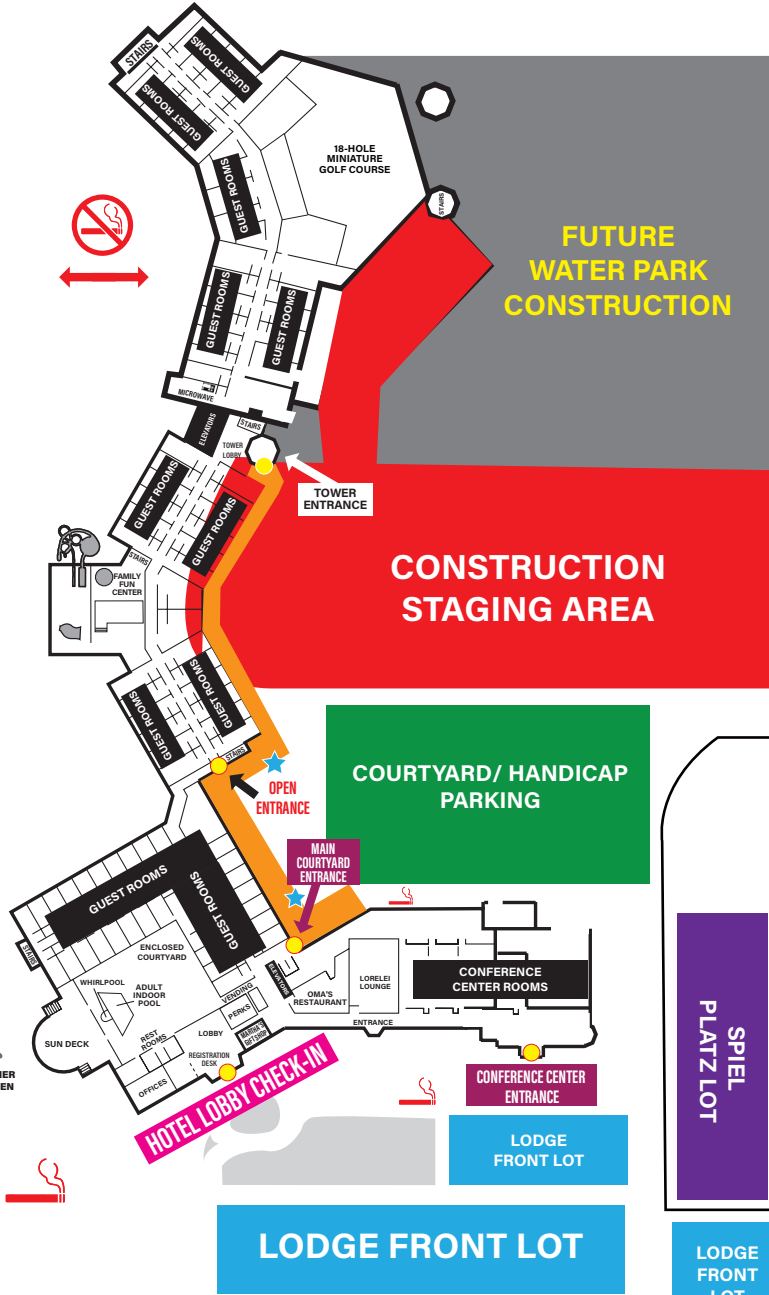 STAIRS
GUEST ROOMS
GUEST ROOMS
GUEST ROOMS
18-HOLE
MINIATURE
GOLF COURSE
STAIRS
FUTURE
WATER PARK
CONSTRUCTION
GUEST ROOMS
GUEST ROOMS
MICROWAVE
ELEVATORS
STAIRS
TOWER
LOBBY
TOWER
ENTRANCE
GUEST ROOMS
GUEST ROOMS
STAIRS
FAMILY
FUN
CENTER
CONSTRUCTION
STAGING AREA
GUEST ROOMS
GUEST ROOMS
STAIRS
OPEN
ENTRANCE
COURTYARD/ HANDICAP
PARKING
MAIN
COURTYARD
ENTRANCE
GUEST ROOMS
GUEST ROOMS
STAIRS
ENCLOSED
COURTYARD
WHIRLPOOL
ADULT
INDOOR
POOL
SUN DECK
VENDING
PERKS
ELEVATORS
OMA'S
RESTAURANT
LORELEI
LOUNGE
CONFERENCE
CENTER ROOMS
ENTRANCE
REST
ROOMS
LOBBY
MARTHA'S
GIFTSHOP
REGISTRATION
DESK
OFFICES
HOTEL LOBBY CHECK-IN
CONFERENCE CENTER
ENTRANCE
LODGE
FRONT LOT
SPIEL
PLATZ LOT
LODGE FRONT LOT
LODGE
FRONT
LOT